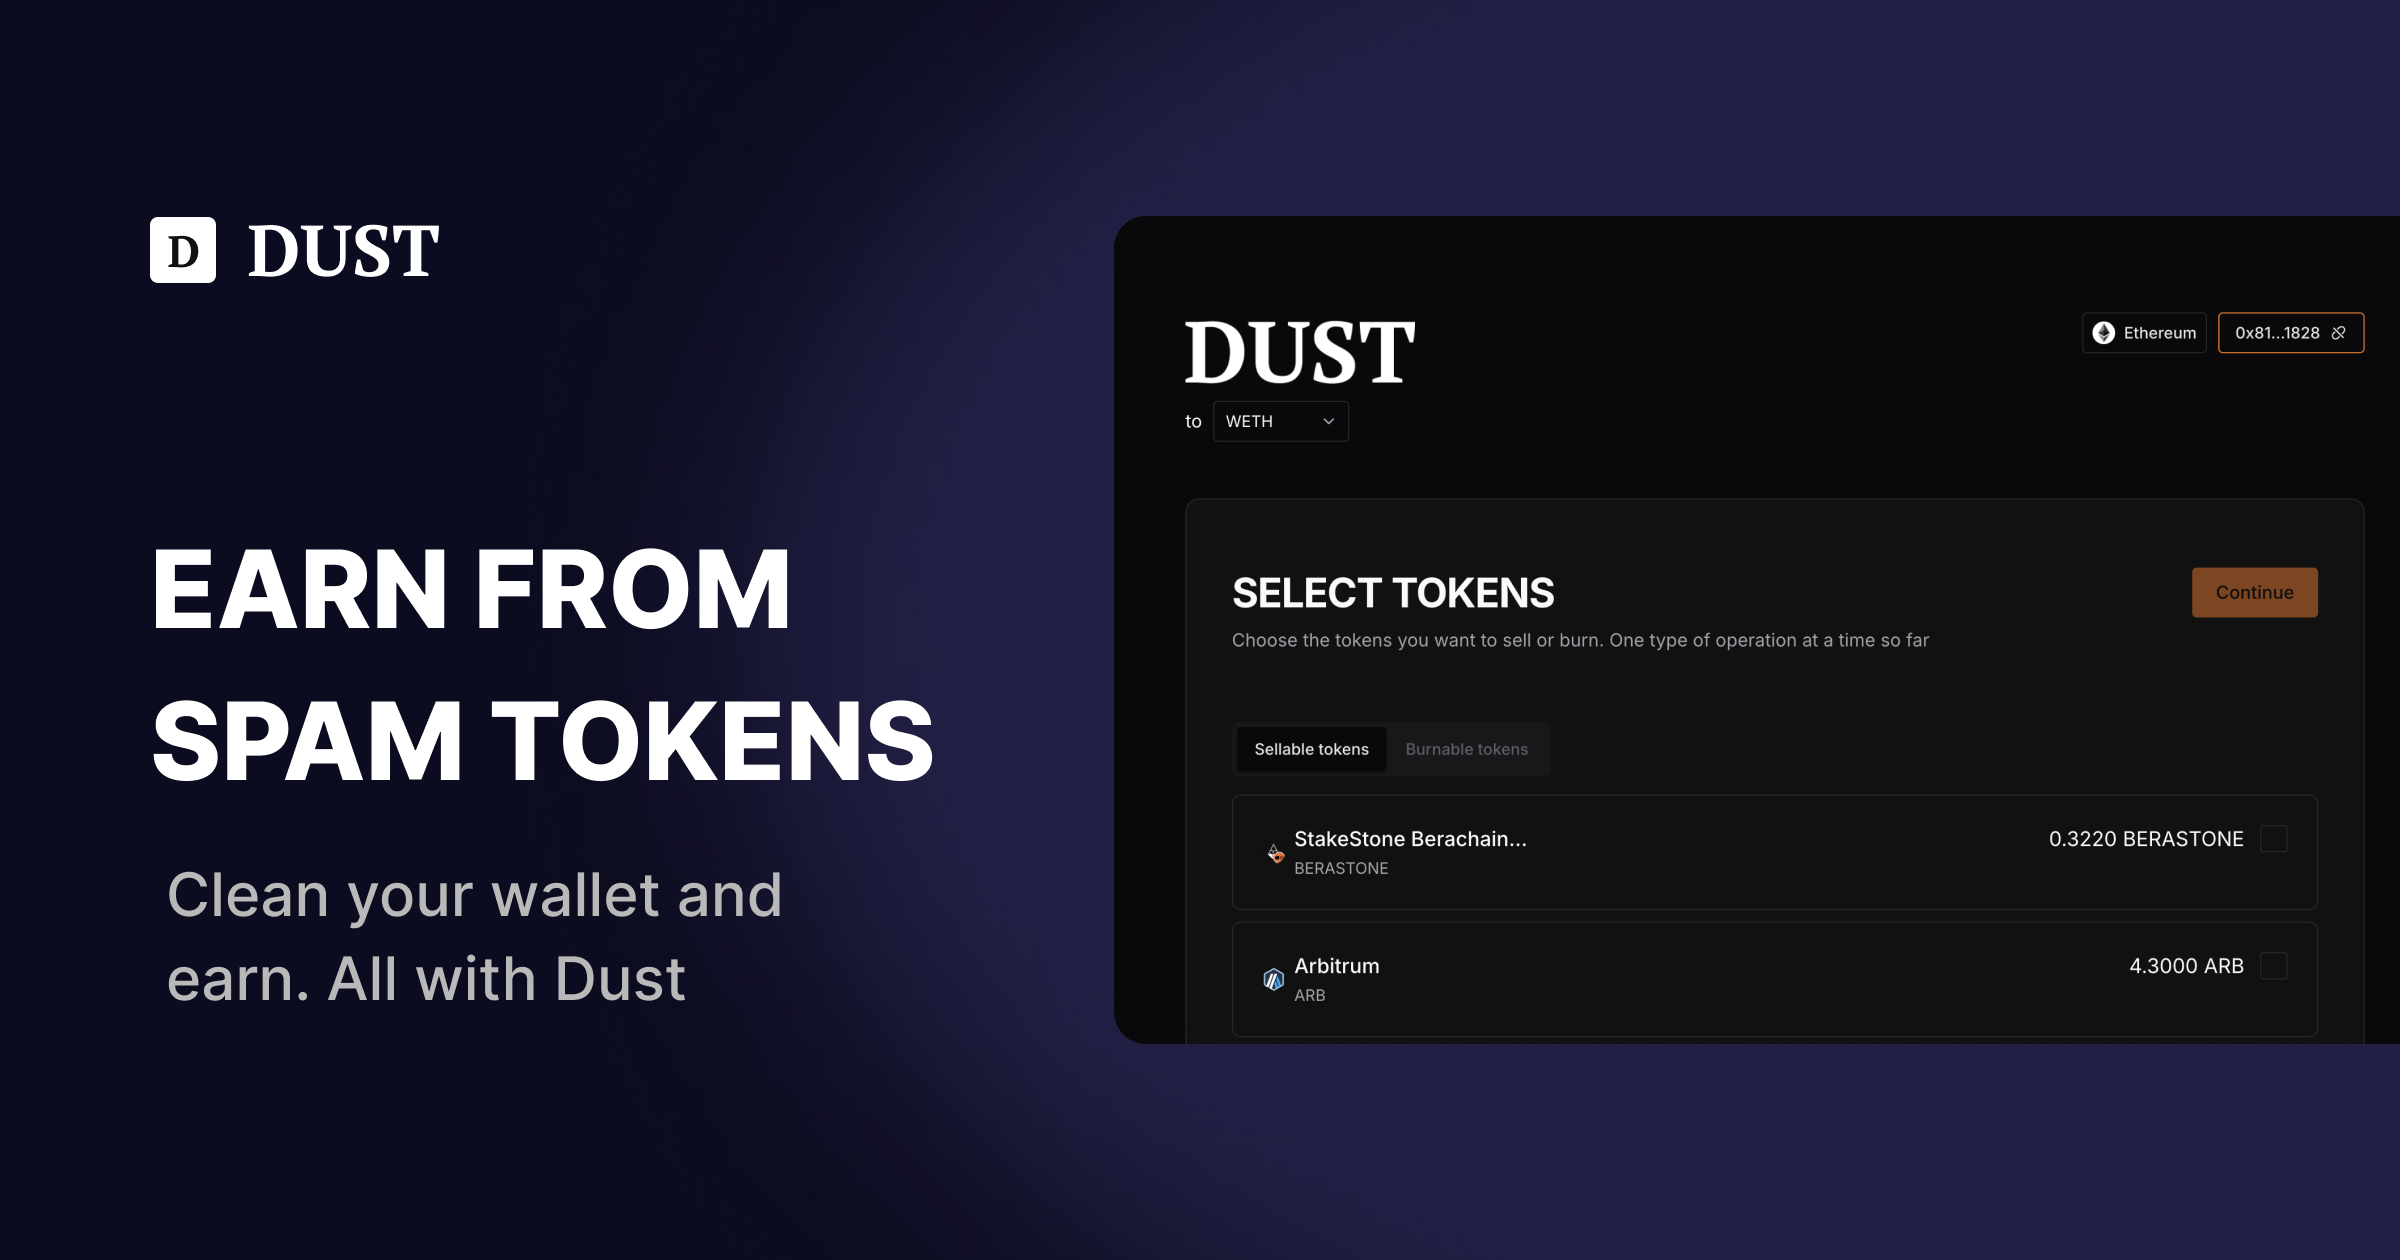 D DUST
EARN FROM
SPAM TOKENS
Clean your wallet and
earn. All with Dust
DUST
Ethereum
0x81...1828
to WETH
SELECT TOKENS
Continue
Choose the tokens you want to sell or burn. One type of operation at a time so far
Sellable tokens Burnable tokens
StakeStone Berachain...
BERASTONE
0.3220 BERASTONE
Arbitrum
ARB
4.3000 ARB